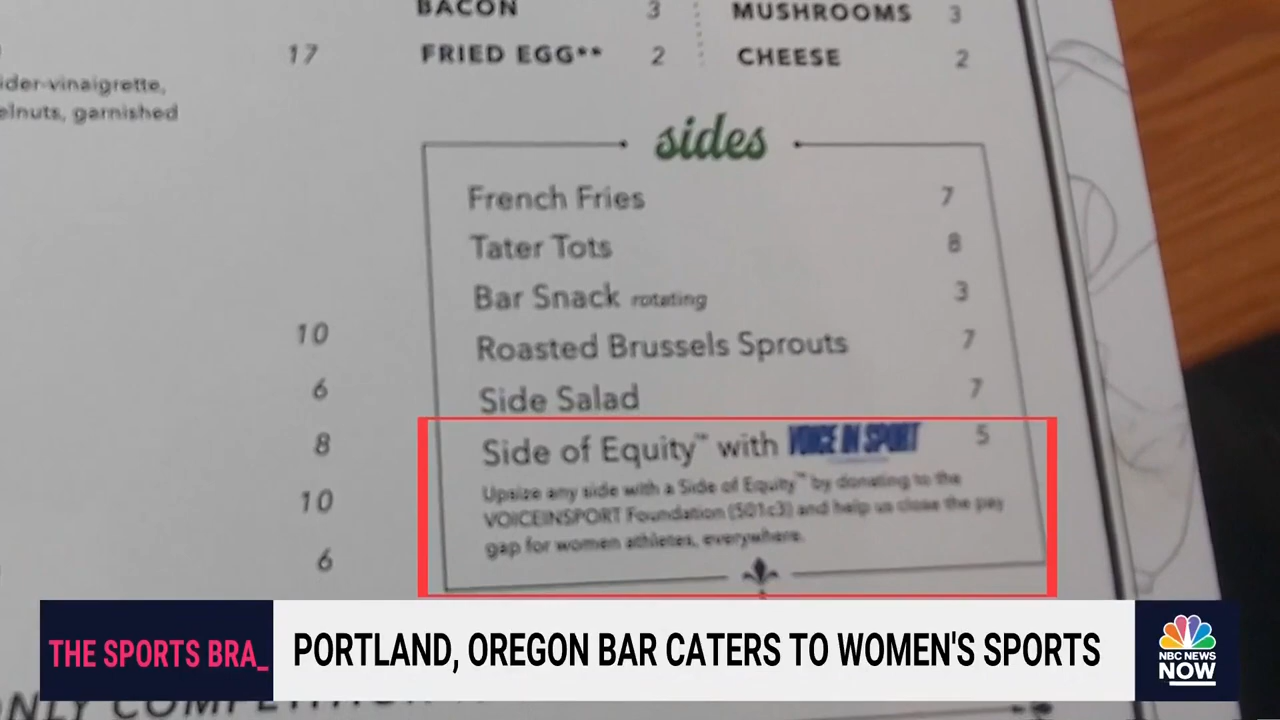 BACON 3 MUSHROOMS 3
17 FRIED EGG** 2 CHEESE 2
ider-vinaigrette,
elnuts, garnished
sides
French Fries 7
Tater Tots 8
Bar Snack rotating 3
10 Roasted Brussels Sprouts 7
6 Side Salad 7
8 Side of Equity™ with VOICE IN SPORT 5
10 Upsize any side with a Side of Equity™ by donating to the
VOICEINSPORT Foundation (501c3) and help us close the pay
6 gap for women athletes, everywhere.
THE SPORTS BRA_ PORTLAND, OREGON BAR CATERS TO WOMEN'S SPORTS
NBC NEWS
NOW